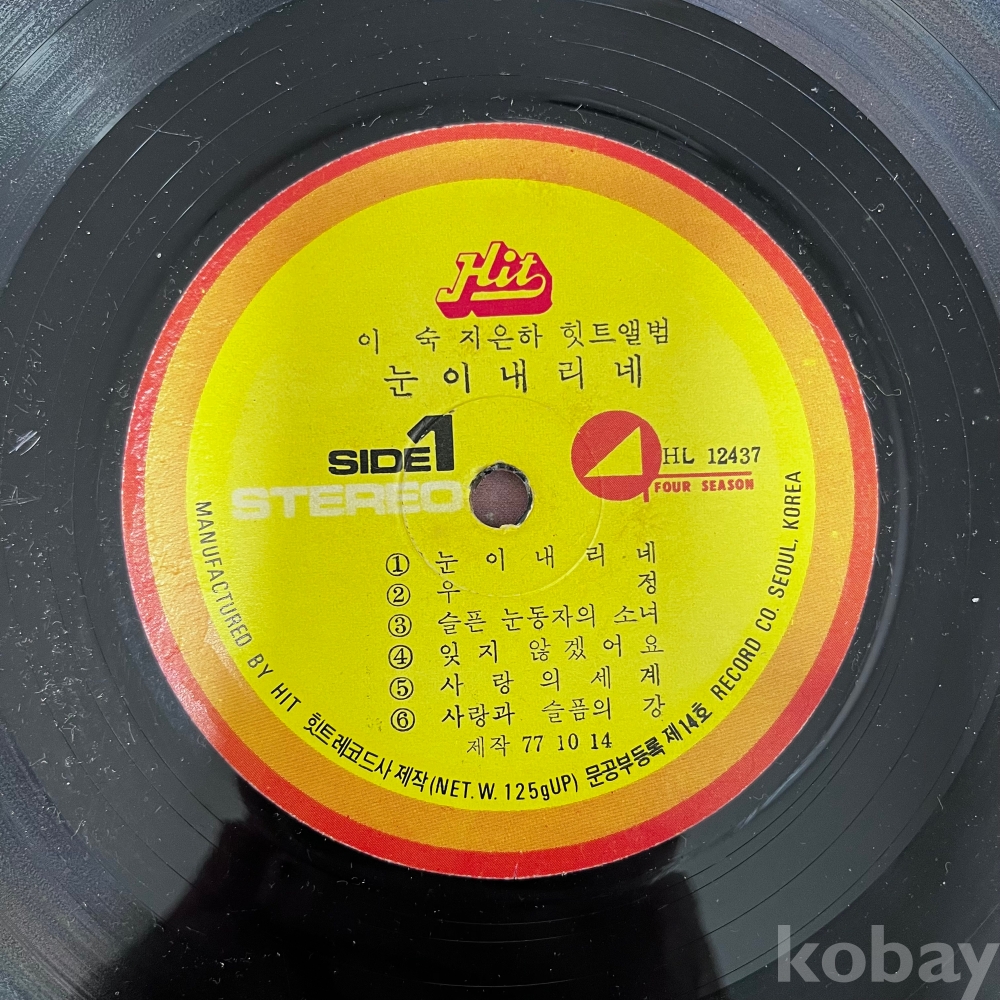 Hit
이 숙 지은하 힛트앨범
눈이내리네
SIDE 1
STEREO
4
HL 12437
FOUR SEASON
① 눈이내리네
② 우정
③ 슬픈 눈동자의 소녀
④ 잊지 않겠어요
⑤ 사랑의세계
⑥ 사랑과 슬픔의 강
제작 77 10 14
MANUFACTURED BY HIT 힛트레코드사 제작 (NET. W. 125gUP) 문공부등록 제14호 RECORD CO. SEOUL, KOREA
kobay